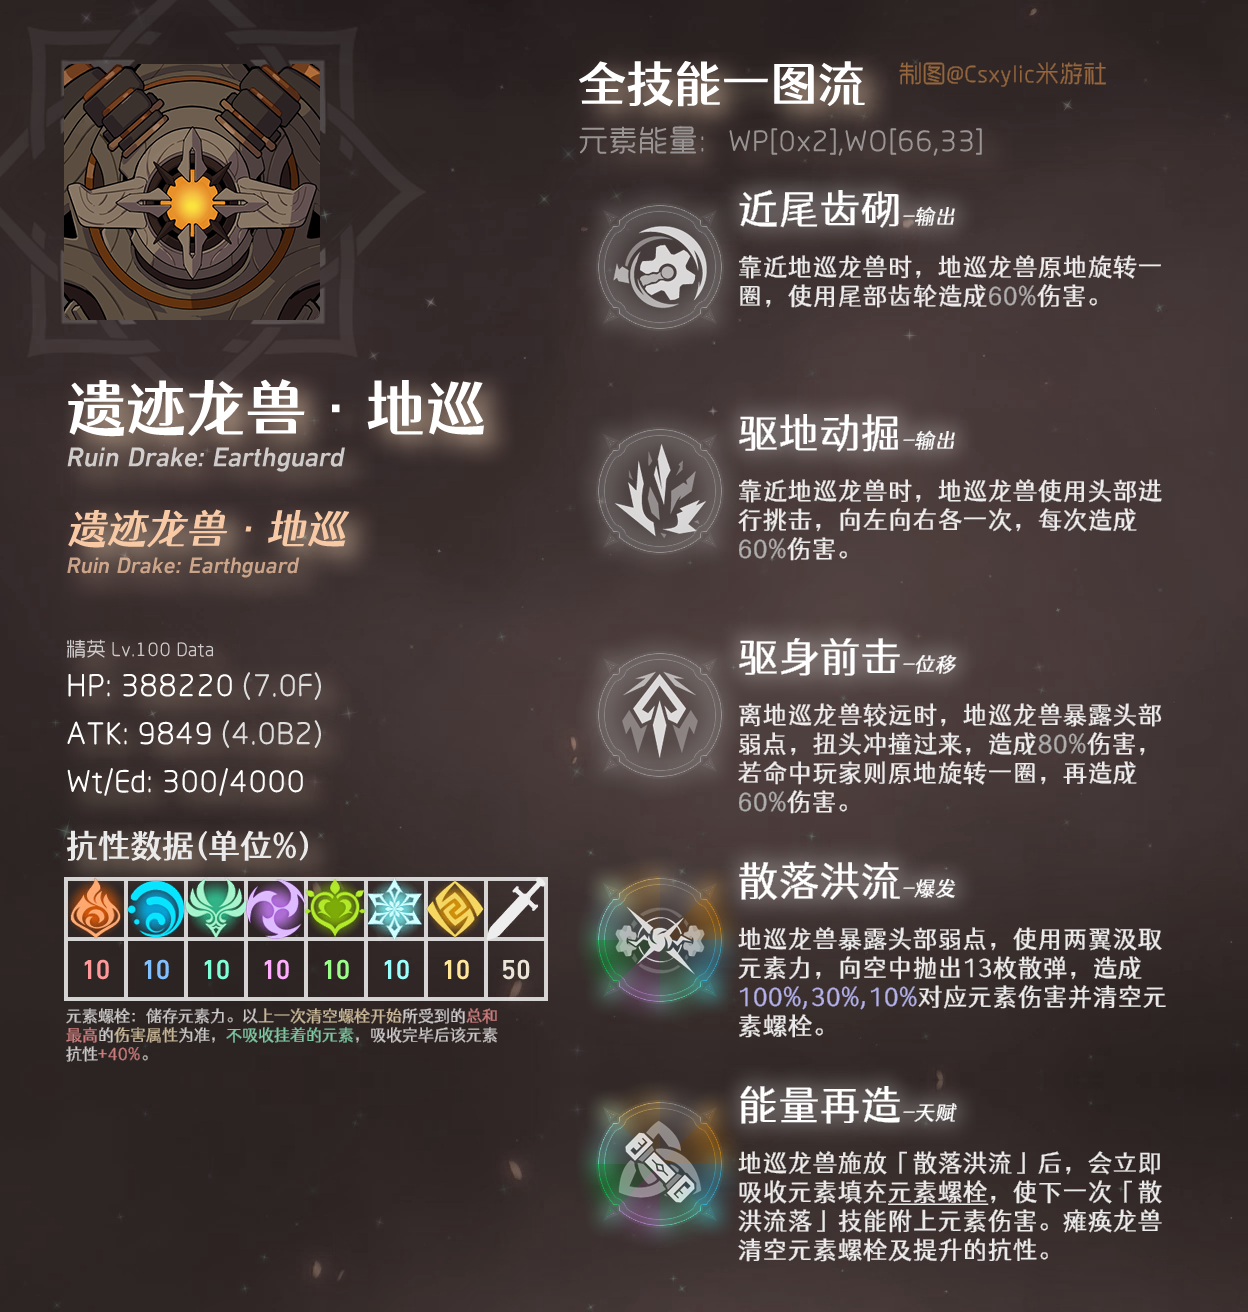 全技能一图流
制图@Csxylic米游社
元素能量: WP[0x2],WO[66,33]
近尾齿砌-输出
靠近地巡龙兽时，地巡龙兽原地旋转一
圈，使用尾部齿轮造成60%伤害。
驱地动掘-输出
靠近地巡龙兽时，地巡龙兽使用头部进
行挑击，向左向右各一次，每次造成
60%伤害。
驱身前击-位移
离地巡龙兽较远时，地巡龙兽暴露头部
弱点，扭头冲撞过来，造成80%伤害，
若命中玩家则原地旋转一圈，再造成
60%伤害。
散落洪流-爆发
地巡龙兽暴露头部弱点，使用两翼汲取
元素力，向空中抛出13枚散弹，造成
100%,30%,10%对应元素伤害并清空元
素螺栓。
能量再造-天赋
地巡龙兽施放「散落洪流」后，会立即
吸收元素填充元素螺栓，使下一次「散
洪流落」技能附上元素伤害。瘫痪龙兽
清空元素螺栓及提升的抗性。
遗迹龙兽·地巡
Ruin Drake: Earthguard
遗迹龙兽·地巡
Ruin Drake: Earthguard
精英 Lv.100 Data
HP: 388220 (7.0F)
ATK: 9849 (4.0B2)
Wt/Ed: 300/4000
抗性数据(单位%)
10 10 10 10 10 10 10 50
元素螺栓：储存元素力。以上一次清空螺栓开始所受到的总和
最高的伤害属性为准，不吸收挂着的元素，吸收完毕后该元素
抗性+40%。